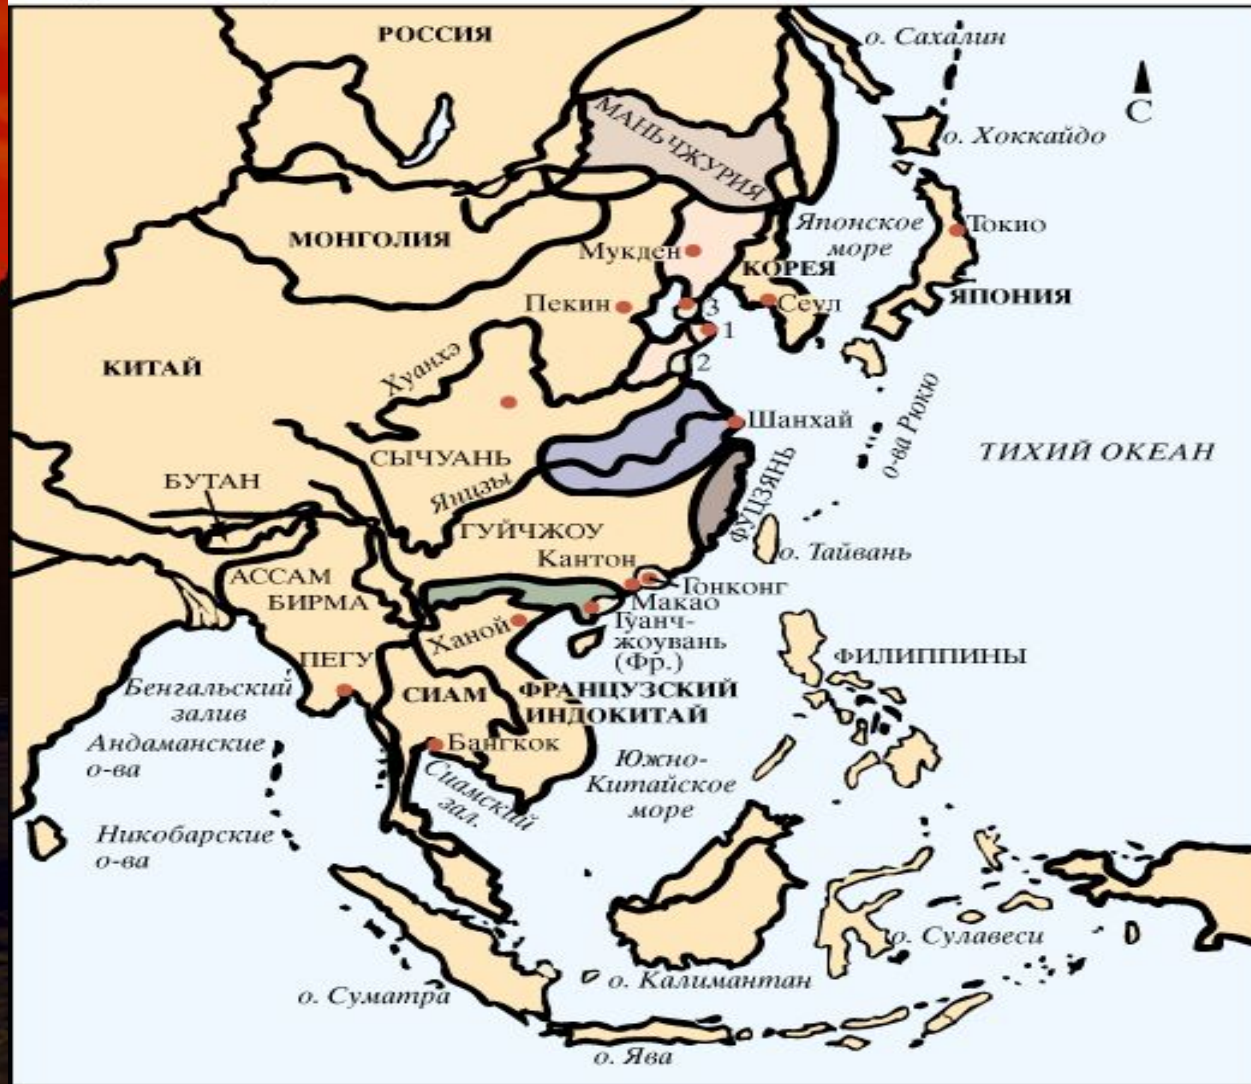 РОССИЯ
о. Сахалин
С
МАНЬЧЖУРИЯ
о. Хоккайдо
МОНГОЛИЯ
Мукден
Японское
море
Токио
КОРЕЯ
Пекин
3
Сеул
ЯПОНИЯ
1
КИТАЙ
Хуанхэ
2
о-ва Рюкю
Шанхай
ТИХИЙ ОКЕАН
СЫЧУАНЬ
БУТАН
Янцзы
ФУЦЗЯНЬ
ГУЙЧЖОУ
Кантон
о. Тайвань
АССАМ
Гонконг
БИРМА
Макао
Гуанч-
жоувань
(Фр.)
Ханой
ПЕГУ
ФИЛИППИНЫ
Бенгальский
залив
СИАМ
ФРАНЦУЗСКИЙ
ИНДОКИТАЙ
Андаманские
о-ва
Бангкок
Сиамский
зал.
Южно-
Китайское
море
Никобарские
о-ва
о. Сулавеси
о. Калимантан
о. Суматра
о. Ява